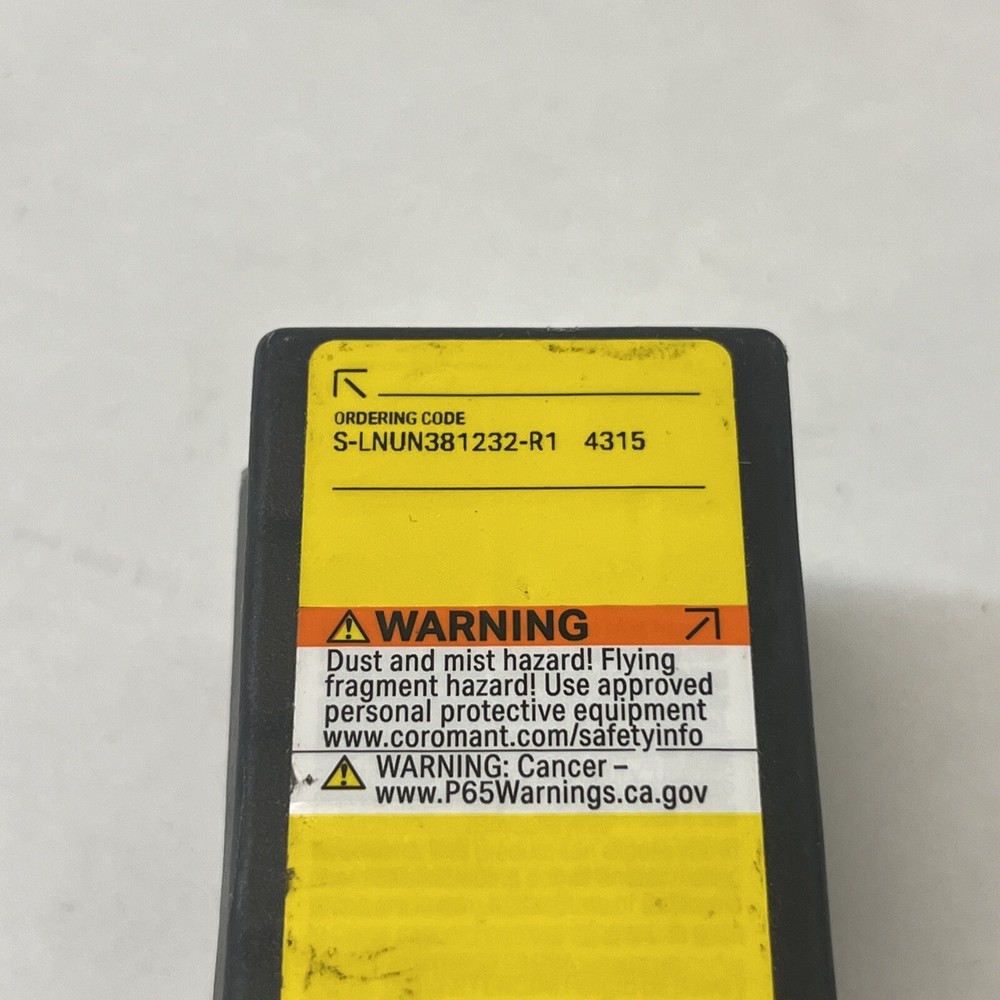 ORDERING CODE
S-LNUN381232-R1 4315
WARNING
Dust and mist hazard! Flying
fragment hazard! Use approved
personal protective equipment
www.coromant.com/safetyinfo
WARNING: Cancer –
www.P65Warnings.ca.gov